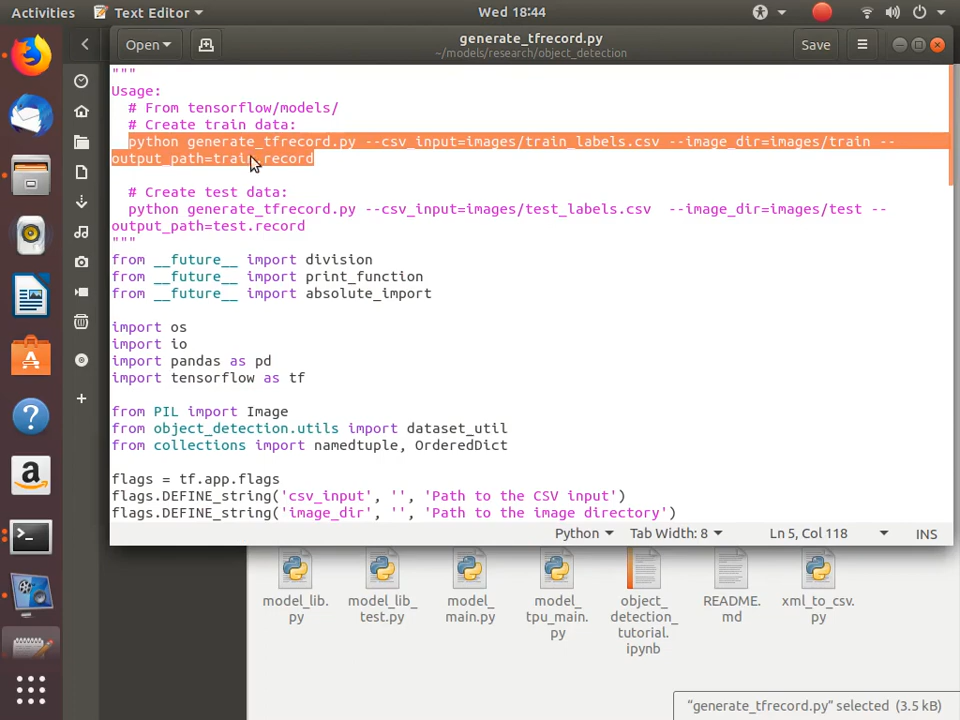 Activities
Text Editor
Wed 18:44
Open
generate_tfrecord.py
~/models/research/object_detection
Save
"""
Usage:
# From tensorflow/models/
# Create train data:
python generate_tfrecord.py --csv_input=images/train_labels.csv --image_dir=images/train --
output_path=train.record
# Create test data:
python generate_tfrecord.py --csv_input=images/test_labels.csv  --image_dir=images/test --
output_path=test.record
"""
from __future__ import division
from __future__ import print_function
from __future__ import absolute_import
import os
import io
import pandas as pd
import tensorflow as tf
from PIL import Image
from object_detection.utils import dataset_util
from collections import namedtuple, OrderedDict
flags = tf.app.flags
flags.DEFINE_string('csv_input', '', 'Path to the CSV input')
flags.DEFINE_string('image_dir', '', 'Path to the image directory')
Python
Tab Width: 8
Ln 5, Col 118
INS
model_lib.
py
model_lib_
test.py
model_
main.py
model_
tpu_main.
py
object_
detection_
tutorial.
ipynb
README.
md
xml_to_csv.
py
"generate_tfrecord.py" selected (3.5 kB)